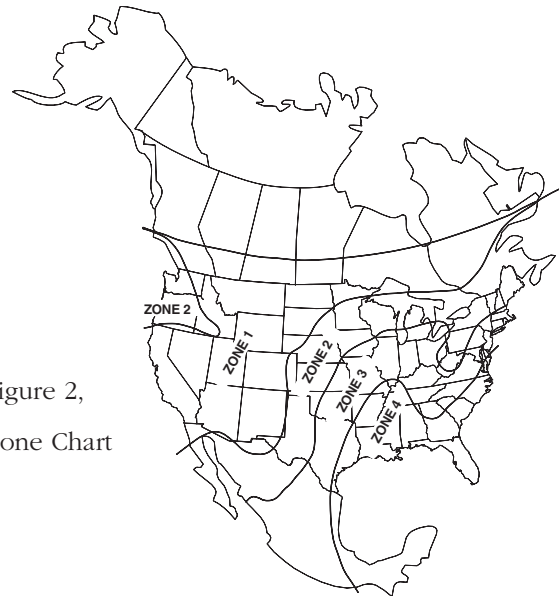 ZONE 2
ZONE 1
ZONE 2
ZONE 3
ZONE 4
igure 2,
one Chart